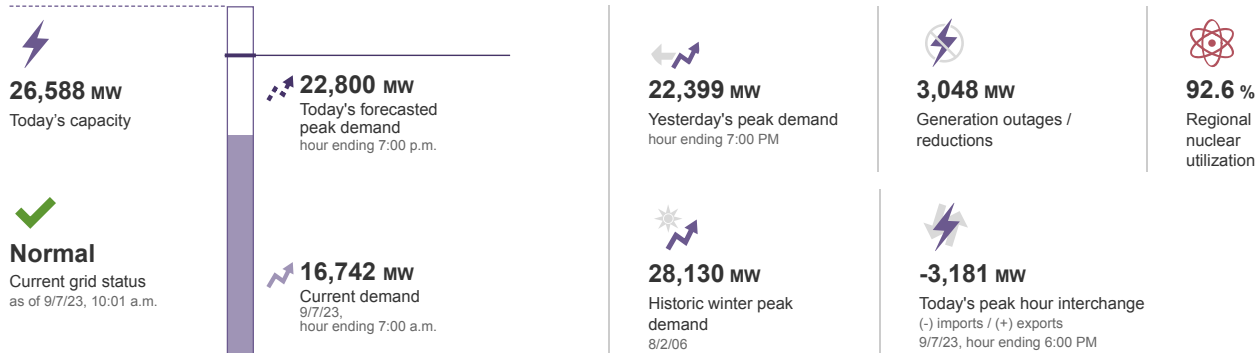 26,588 MW
Today's capacity
Normal
Current grid status
as of 9/7/23, 10:01 a.m.
22,800 MW
Today's forecasted
peak demand
hour ending 7:00 p.m.
16,742 MW
Current demand
9/7/23,
hour ending 7:00 a.m.
22,399 MW
Yesterday's peak demand
hour ending 7:00 PM
3,048 MW
Generation outages /
reductions
92.6 %
Regional
nuclear
utilization
28,130 MW
Historic winter peak
demand
8/2/06
-3,181 MW
Today's peak hour interchange
(-) imports / (+) exports
9/7/23, hour ending 6:00 PM